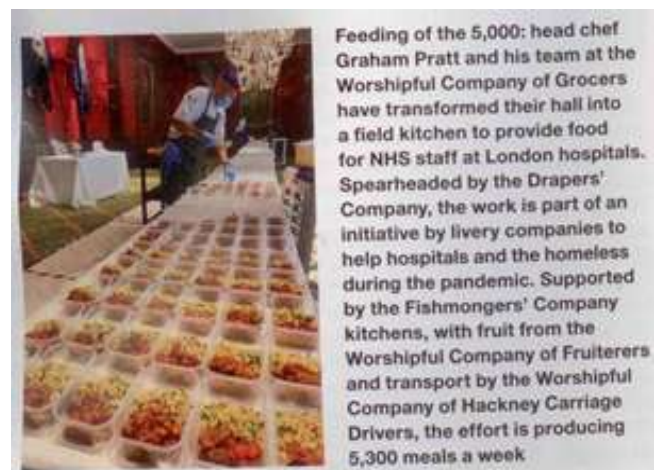 Feeding of the 5,000: head chef
Graham Pratt and his team at the
Worshipful Company of Grocers
have transformed their hall into
a field kitchen to provide food
for NHS staff at London hospitals.
Spearheaded by the Drapers'
Company, the work is part of an
initiative by livery companies to
help hospitals and the homeless
during the pandemic. Supported
by the Fishmongers' Company
kitchens, with fruit from the
Worshipful Company of Fruiterers
and transport by the Worshipful
Company of Hackney Carriage
Drivers, the effort is producing
5,300 meals a week